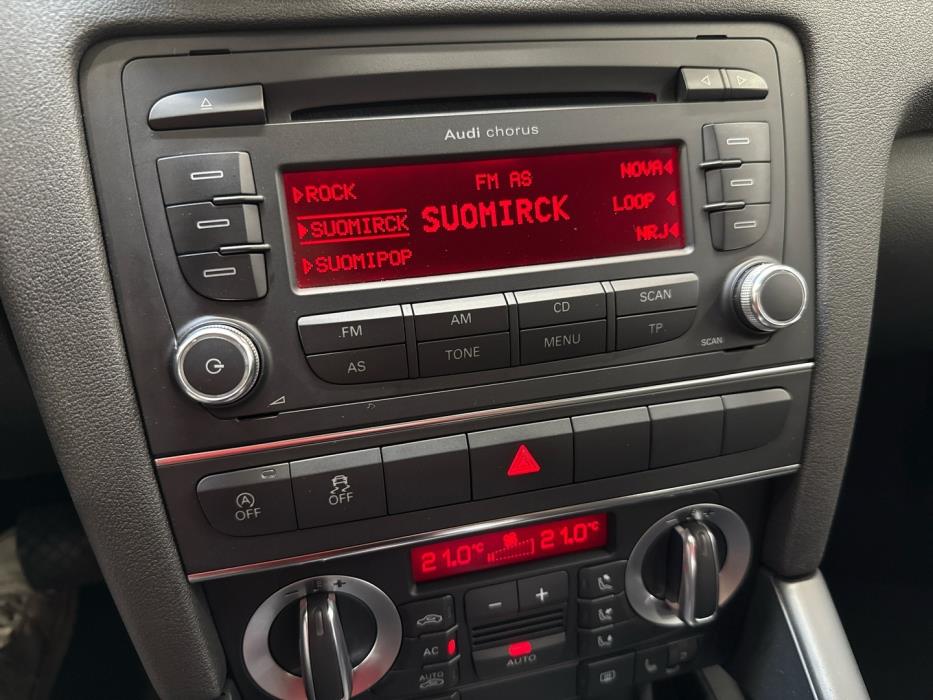 Audi chorus
ROCK
FM AS
NOVA
SUOMIRCK
SUOMIRCK
LOOP
SUOMIPOP
NRJ
.FM
AM
CD
SCAN
AS
TONE
MENU
TP.
SCAN
A OFF
OFF
21.0°C
21.0°C
- +
- +
AC
AUTO
AUTO